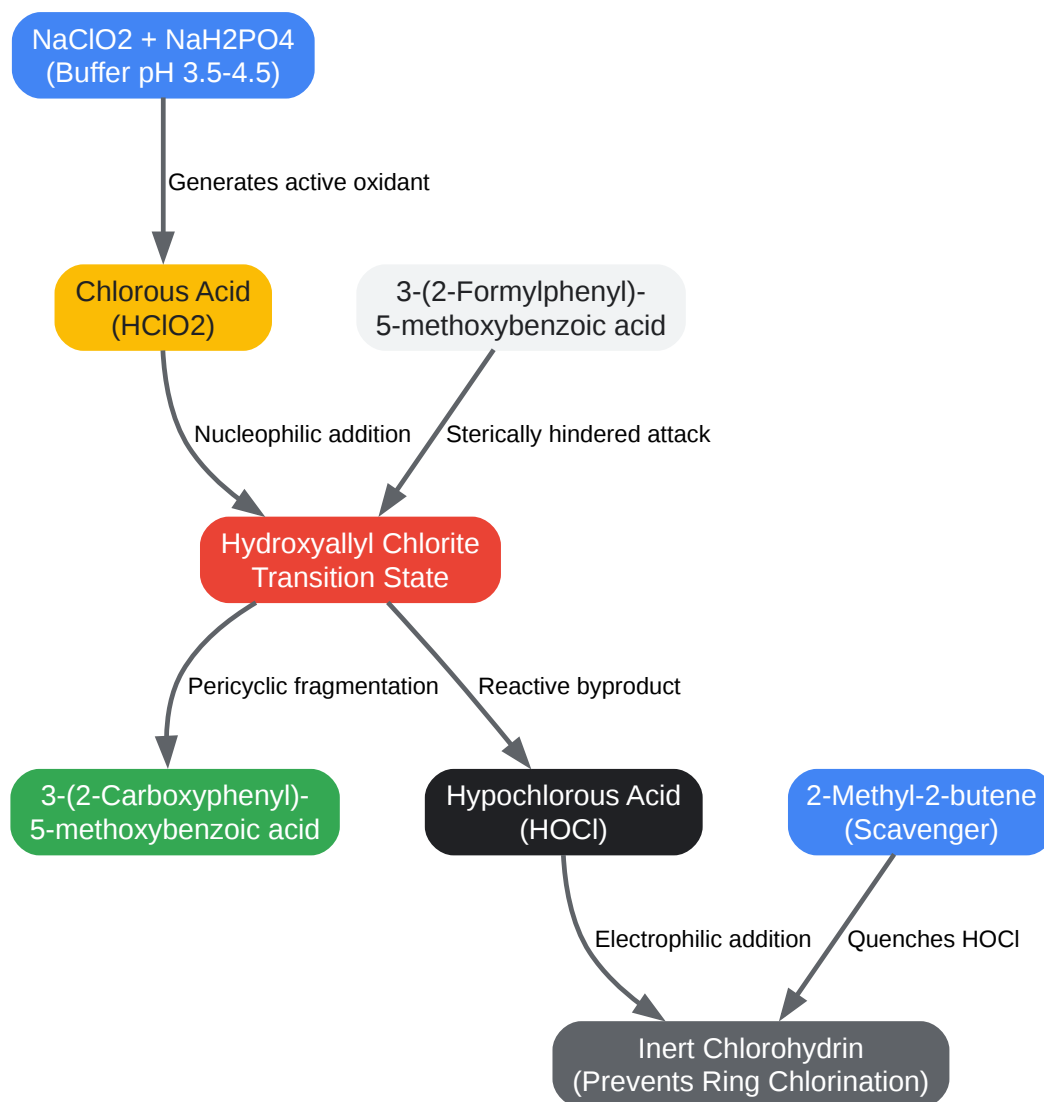 NaClO2 + NaH2PO4
(Buffer pH 3.5-4.5)
Generates active oxidant
Chlorous Acid
(HClO2)
3-(2-Formylphenyl)-
5-methoxybenzoic acid
Nucleophilic addition
Sterically hindered attack
Hydroxyallyl Chlorite
Transition State
Pericyclic fragmentation
Reactive byproduct
3-(2-Carboxyphenyl)-
5-methoxybenzoic acid
Hypochlorous Acid
(HOCl)
2-Methyl-2-butene
(Scavenger)
Electrophilic addition
Quenches HOCl
Inert Chlorohydrin
(Prevents Ring Chlorination)